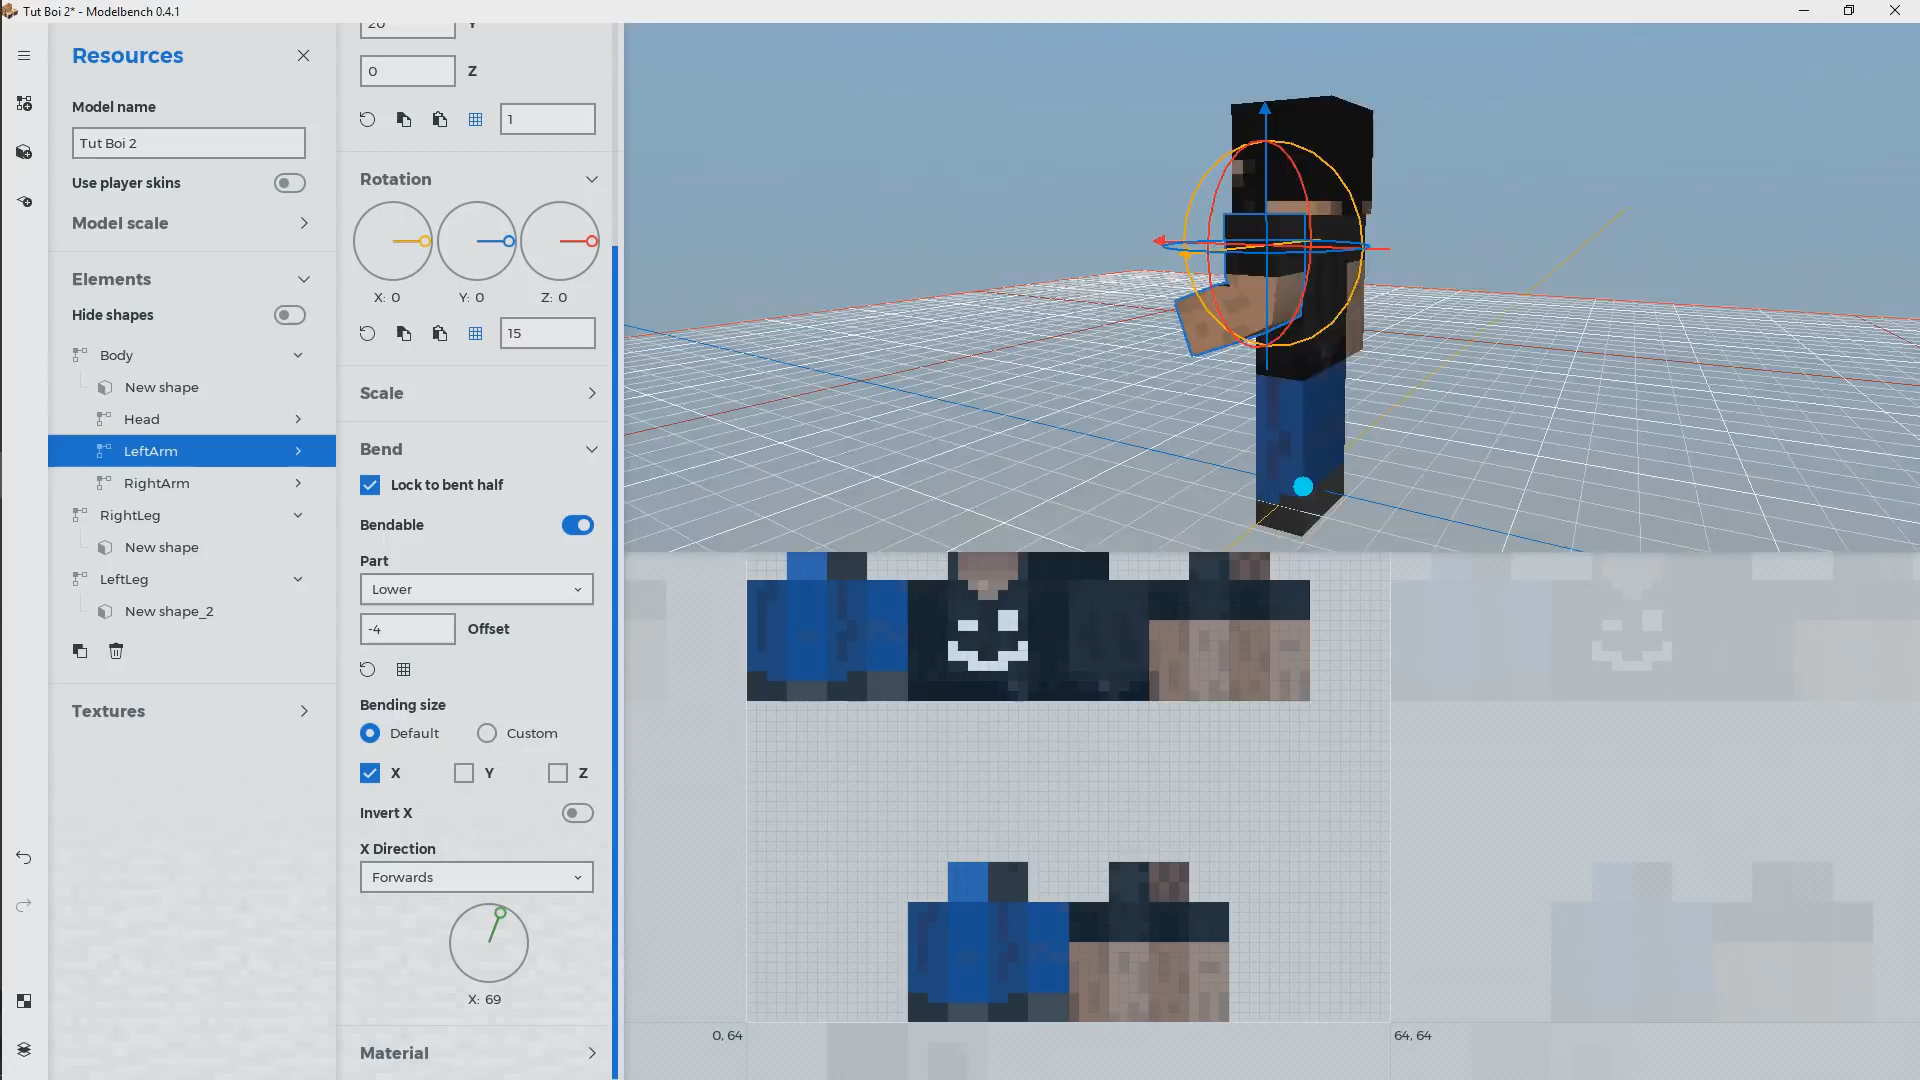 Tut Boi 2* - Modelbench 0.4.1
Resources
Model name
Tut Boi 2
Use player skins
Model scale
Elements
Hide shapes
Body
New shape
Head
LeftArm
RightArm
RightLeg
New shape
LeftLeg
New shape_2
Textures
20 Y
0 Z
1
Rotation
X: 0 Y: 0 Z: 0
15
Scale
Bend
Lock to bent half
Bendable
Part
Lower
-4 Offset
Bending size
Default Custom
X Y Z
Invert X
X Direction
Forwards
X: 69
Material
0, 64 64, 64